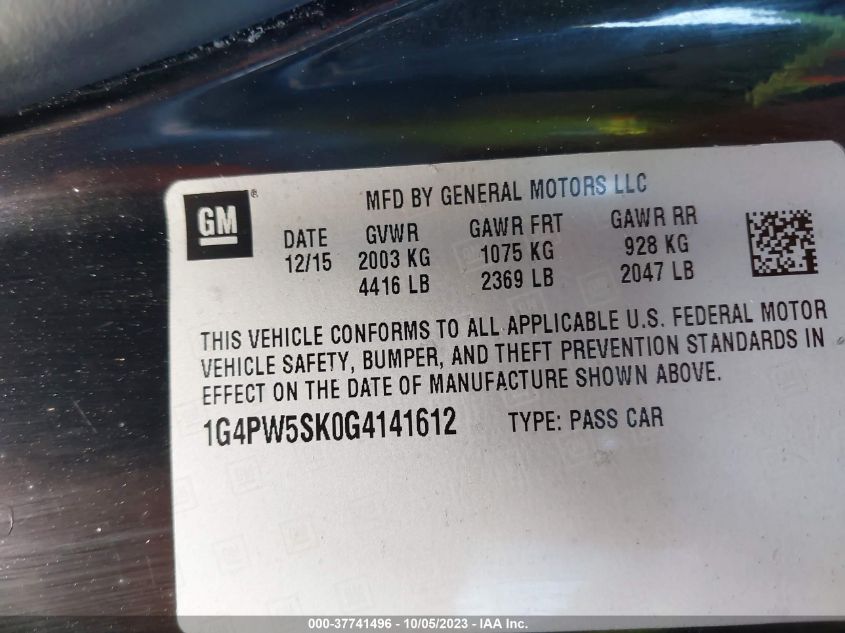 GM®
MFD BY GENERAL MOTORS LLC
DATE GVWR GAWR FRT GAWR RR
12/15 2003 KG 1075 KG 928 KG
4416 LB 2369 LB 2047 LB
THIS VEHICLE CONFORMS TO ALL APPLICABLE U.S. FEDERAL MOTOR
VEHICLE SAFETY, BUMPER, AND THEFT PREVENTION STANDARDS IN
EFFECT ON THE DATE OF MANUFACTURE SHOWN ABOVE.
1G4PW5SK0G4141612 TYPE: PASS CAR
000-37741496 - 10/05/2023 - IAA Inc.